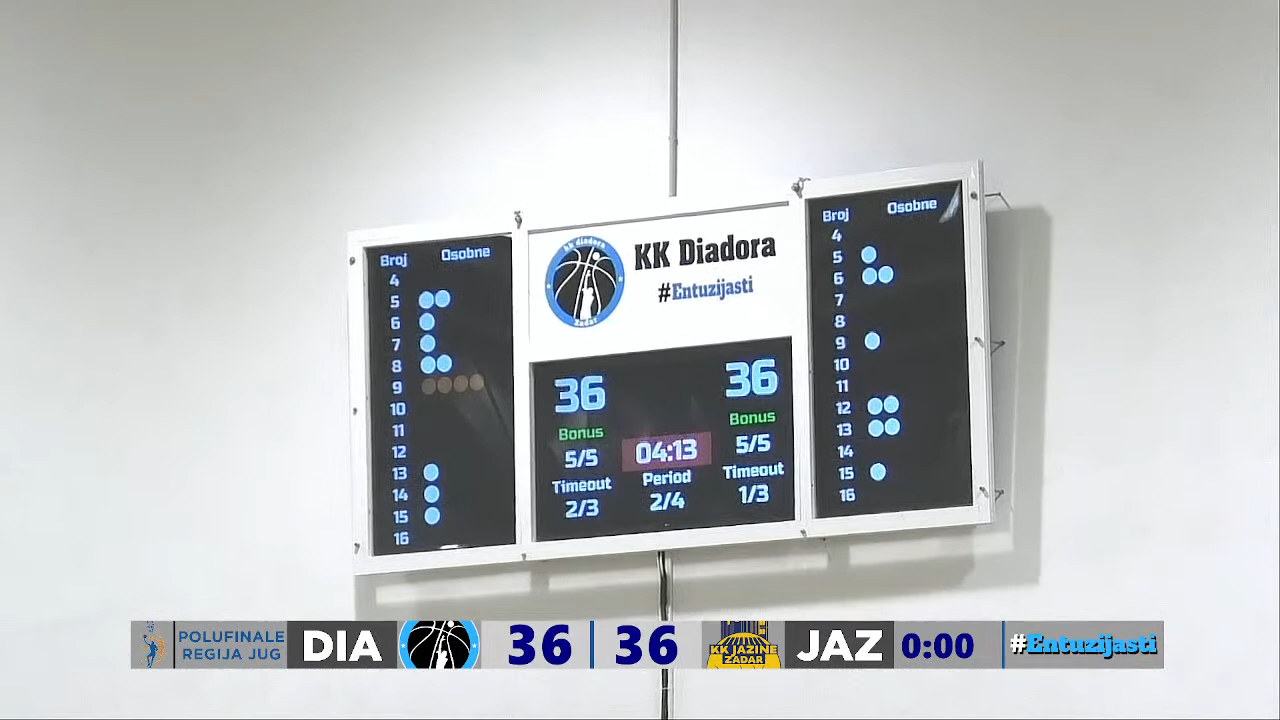 Broj Osobne
4
5
6
7
8
9
10
11
12
13
14
15
16
kk diadora
Zadar
KK Diadora
#Entuzijasti
36 36
Bonus Bonus
5/5 04:13 5/5
Timeout Period Timeout
2/3 2/4 1/3
Broj Osobne
4
5
6
7
8
9
10
11
12
13
14
15
16
POLUFINALE
REGIJA JUG
DIA 36 36 KK JAZINE
ZADAR
JAZ 0:00 #Entuzijasti